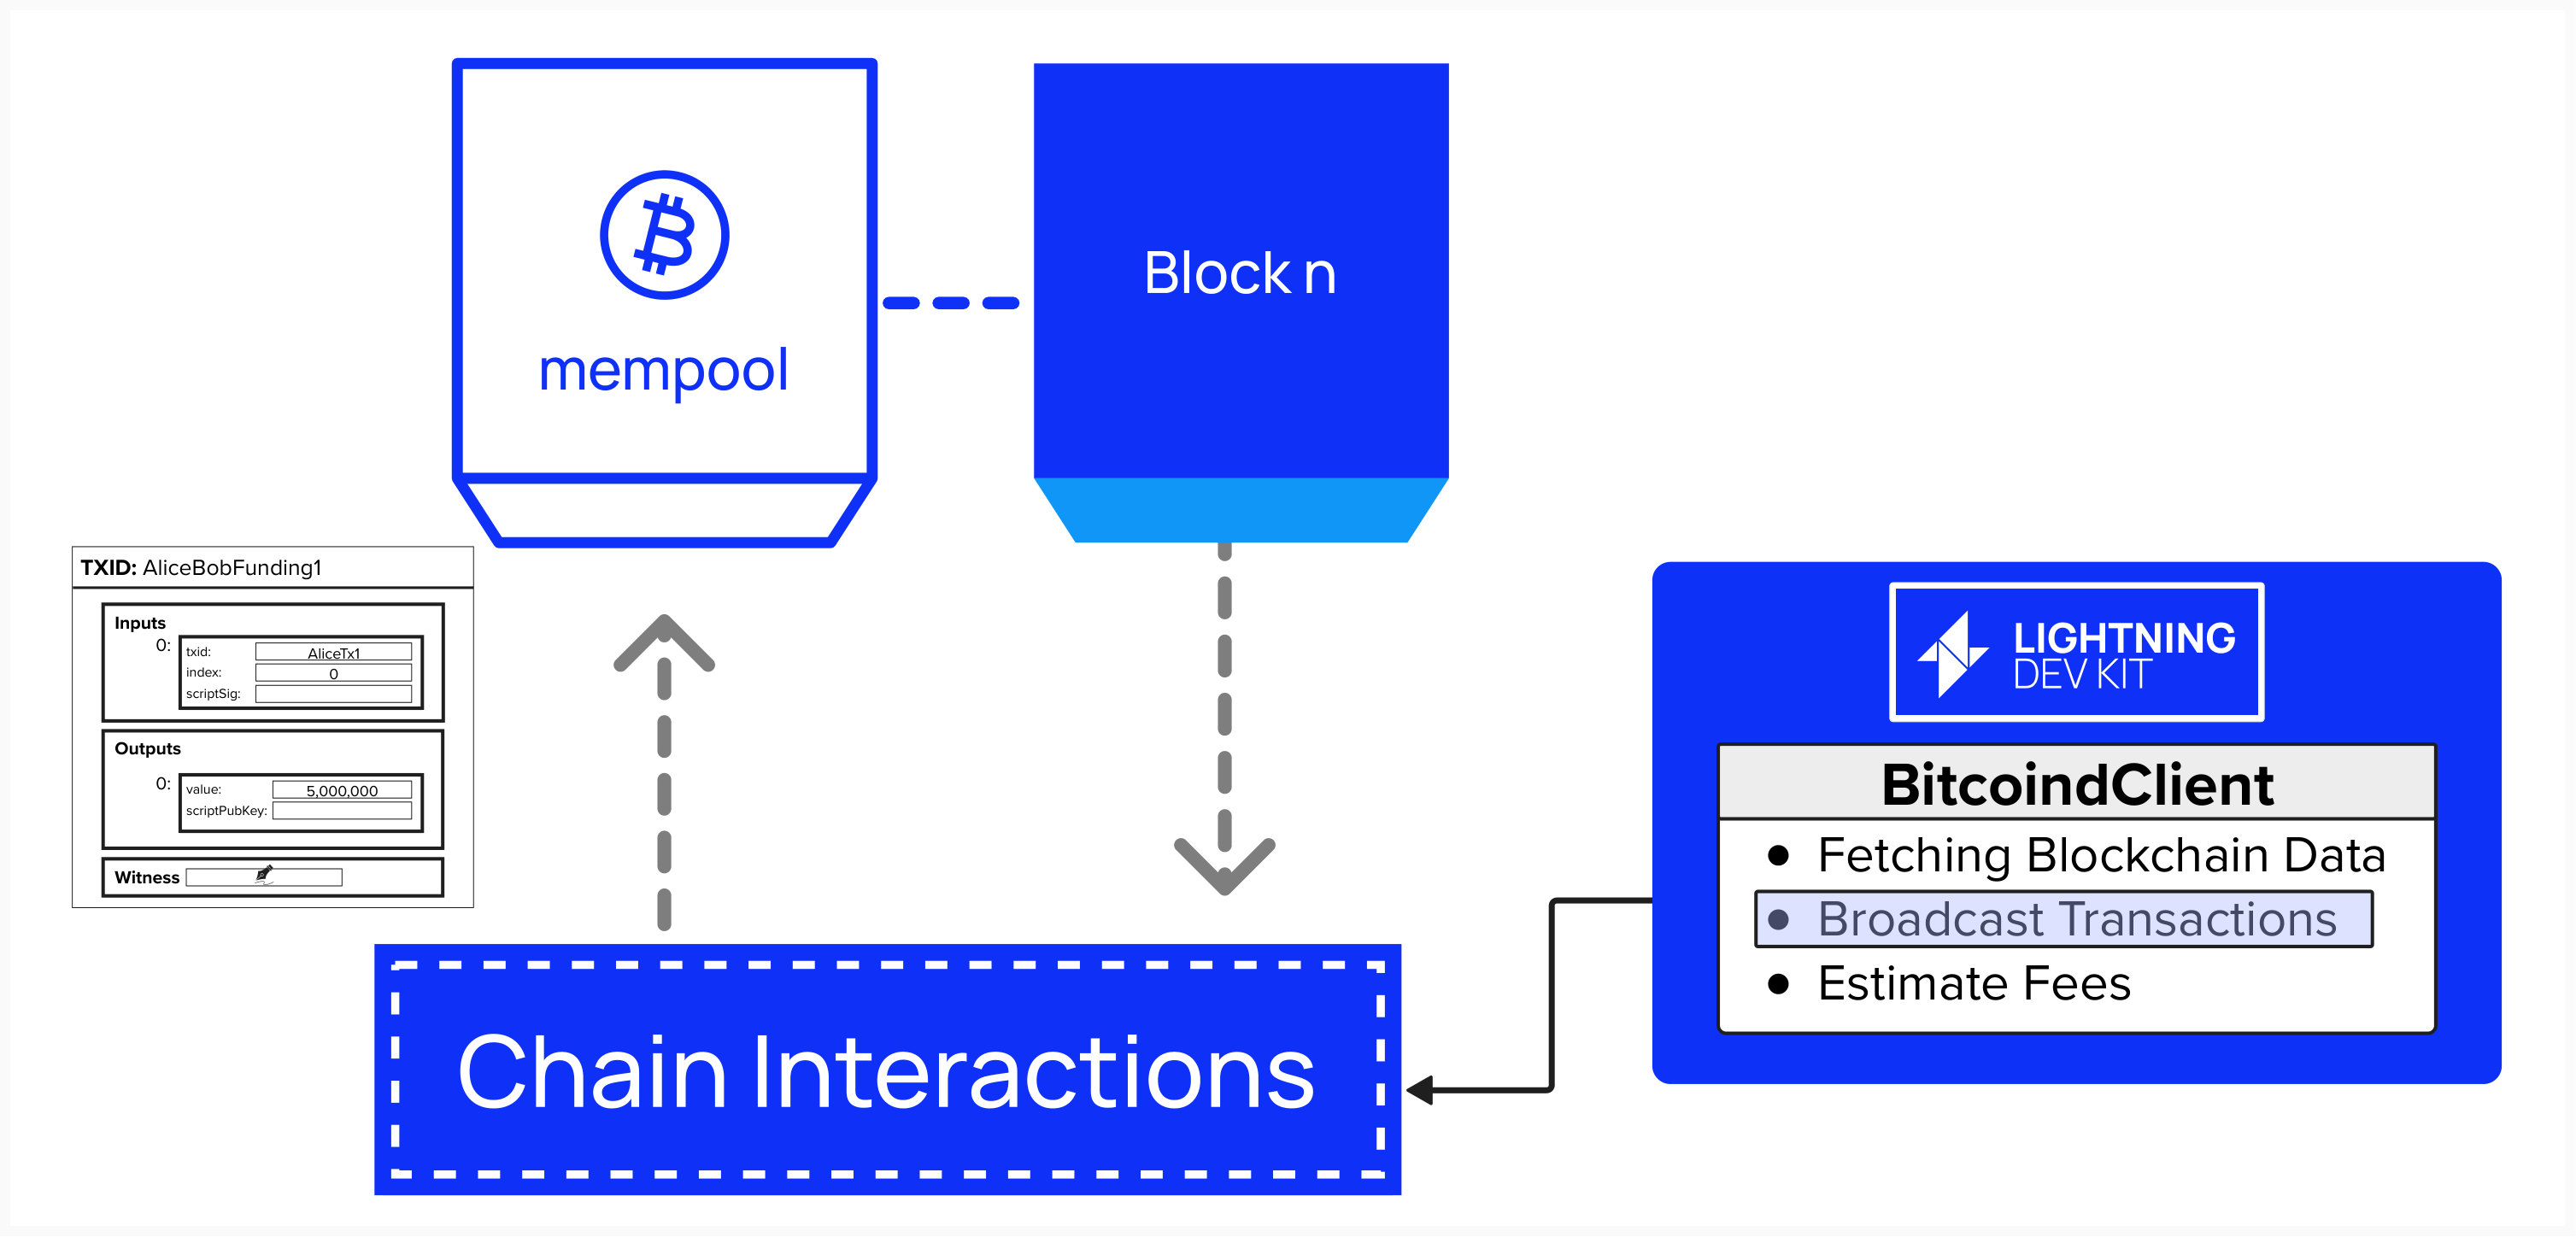 mempool
Block n
TXID: AliceBobFunding1
Inputs
0:
txid: AliceTx1
index: 0
scriptSig:
Outputs
0:
value: 5,000,000
scriptPubKey:
Witness
LIGHTNING
DEV KIT
BitcoindClient
● Fetching Blockchain Data
● Broadcast Transactions
● Estimate Fees
Chain Interactions